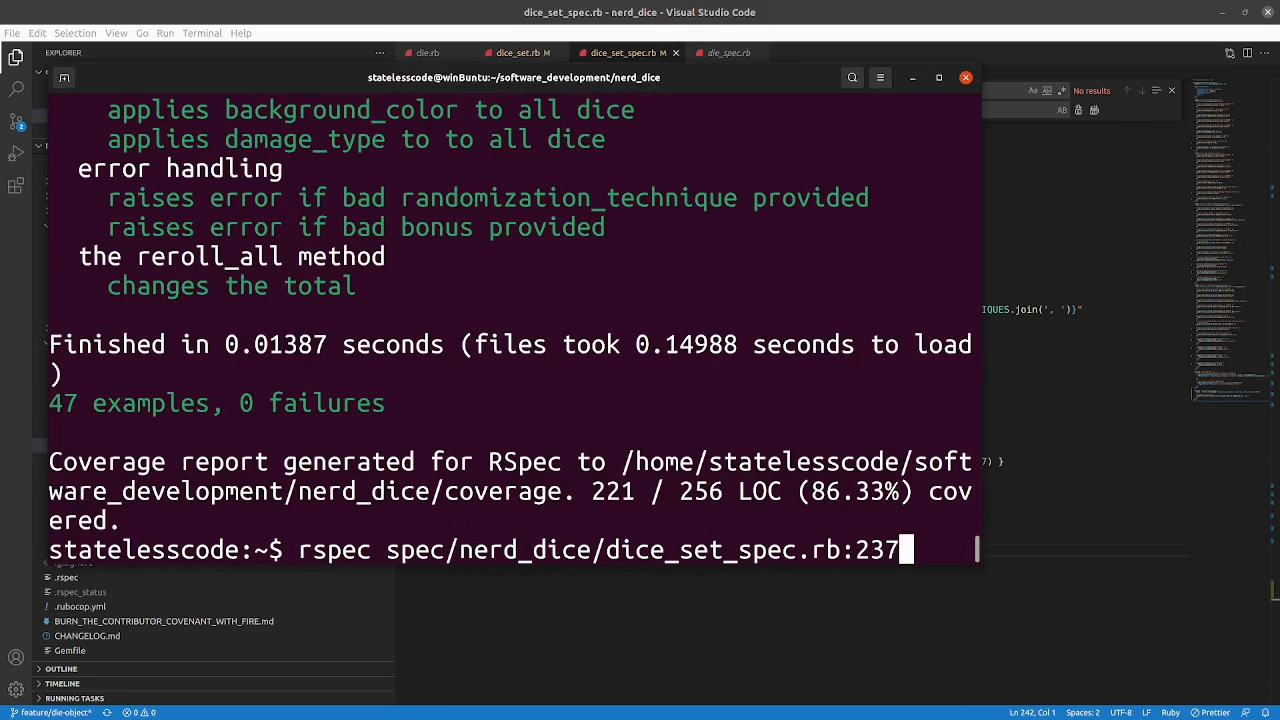 dice_set_spec.rb - nerd_dice - Visual Studio Code
File Edit Selection View Go Run Terminal Help
EXPLORER
die.rb
dice_set.rb M
dice_set_spec.rb M
die_spec.rb
statelesscode@winBuntu:~/software_development/nerd_dice
No results
applies background_color to all dice
applies damage_type to to all dice
error handling
raises error if bad randomization_technique provided
raises error if bad bonus provided
the reroll_all method
changes the total
IQUES.join(', ')}"
Finished in 0.01387 seconds (files took 0.14988 seconds to load
)
47 examples, 0 failures
Coverage report generated for RSpec to /home/statelesscode/soft
7) }
ware_development/nerd_dice/coverage. 221 / 256 LOC (86.33%) cov
ered.
statelesscode:~$ rspec spec/nerd_dice/dice_set_spec.rb:237
.rspec
.rspec_status
.rubocop.yml
BURN_THE_CONTRIBUTOR_COVENANT_WITH_FIRE.md
CHANGELOG.md
Gemfile
OUTLINE
TIMELINE
RUNNING TASKS
feature/die-object* 0 0 Ln 242, Col 1 Spaces: 2 UTF-8 LF Ruby Prettier